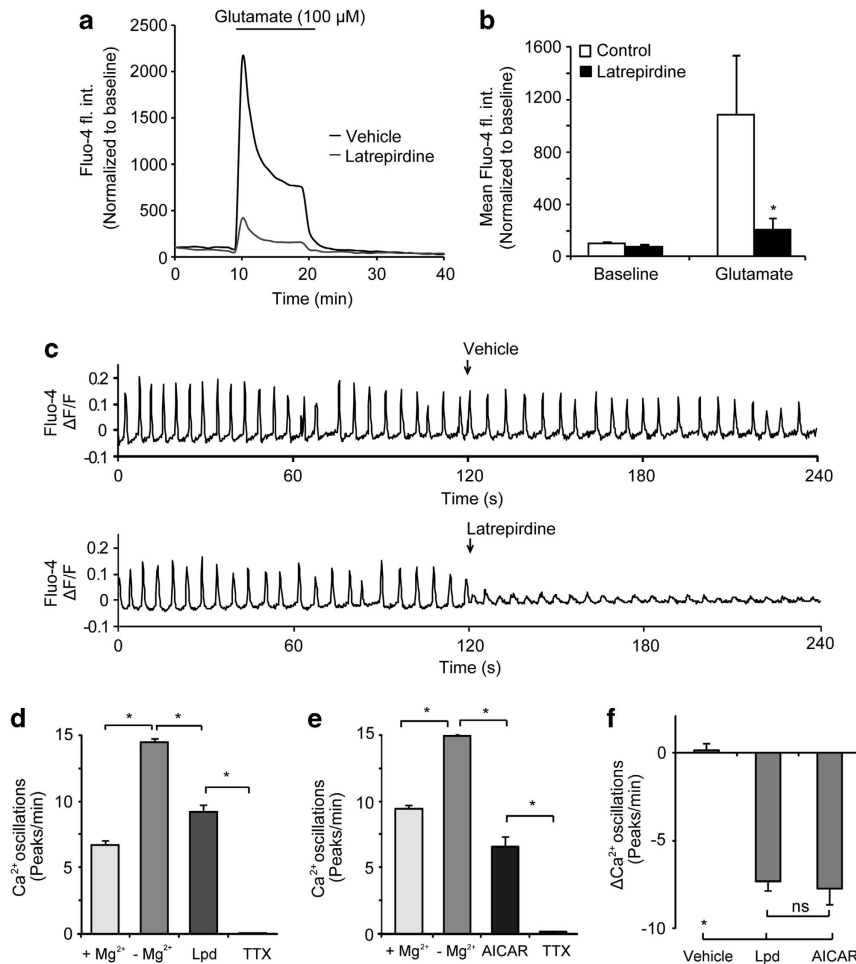 a
Glutamate (100 µM)
Fluo-4 fl. int.
(Normalized to baseline)
2500
2000
1500
1000
500
0
Vehicle
Latrepirdine
0 10 20 30 40
Time (min)
b
Control
Latrepirdine
Mean Fluo-4 fl. int.
(Normalized to baseline)
1600
1200
800
400
0
*
Baseline Glutamate
c
Vehicle
Fluo-4
ΔF/F
0.2
0.1
0
-0.1
0 60 120 180 240
Time (s)
Latrepirdine
Fluo-4
ΔF/F
0.2
0.1
0
-0.1
0 60 120 180 240
Time (s)
d
Ca²⁺ oscillations
(Peaks/min)
15
10
5
0
* * *
+ Mg²⁺ - Mg²⁺ Lpd TTX
e
Ca²⁺ oscillations
(Peaks/min)
15
10
5
0
* * *
+ Mg²⁺ - Mg²⁺ AICAR TTX
f
ΔCa²⁺ oscillations
(Peaks/min)
0
-5
-10
ns
*
Vehicle Lpd AICAR